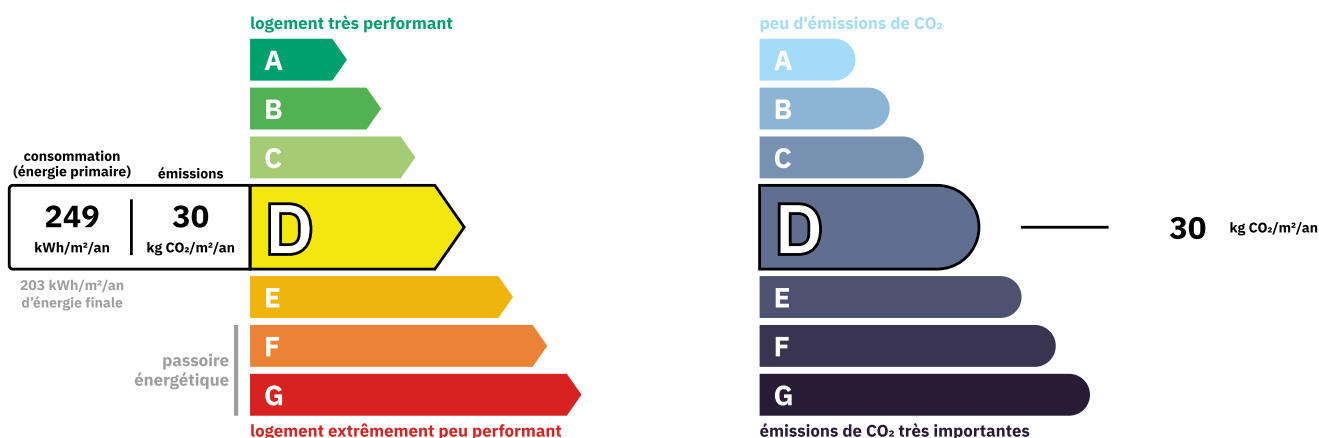 logement très performant
A
B
C
consommation
(énergie primaire)
émissions
249
kWh/m²/an
30
kg CO₂/m²/an
D
203 kWh/m²/an
d’énergie finale
E
F
passoire
énergétique
G
logement extrêmement peu performant
peu d'émissions de CO₂
A
B
C
D
30 kg CO₂/m²/an
E
F
G
émissions de CO₂ très importantes